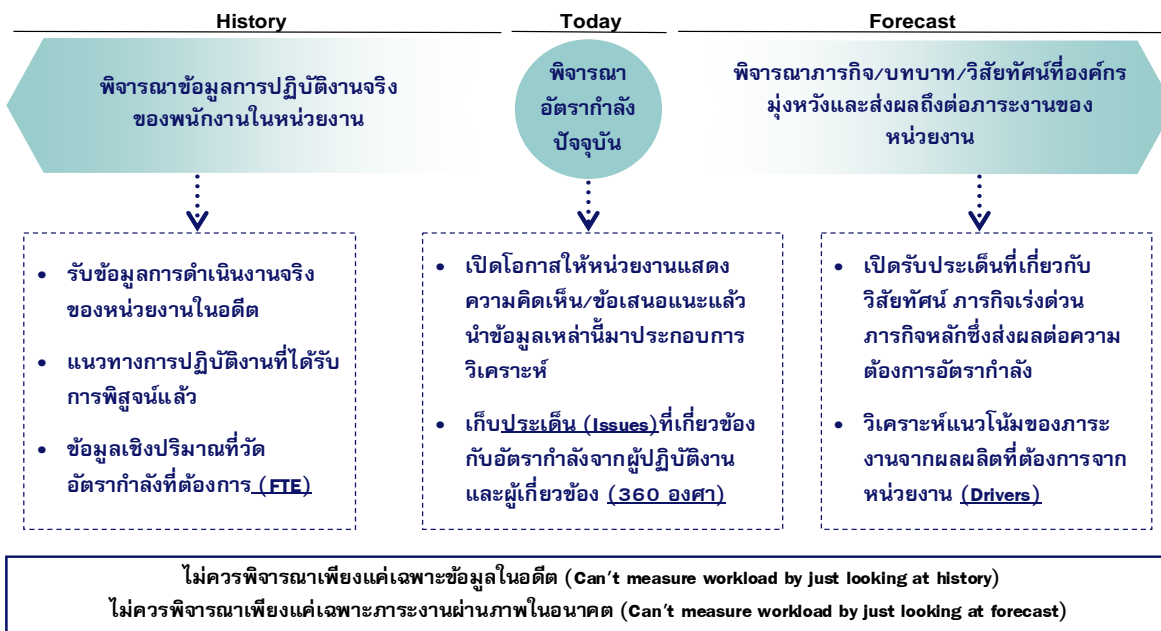 History
Today
Forecast
พิจารณาข้อมูลการปฏิบัติงานจริง
ของพนักงานในหน่วยงาน
พิจารณา
อัตรากำลัง
ปัจจุบัน
พิจารณาภารกิจ/บทบาท/วิสัยทัศน์ที่องค์กร
มุ่งหวังและส่งผลถึงต่อภาระงานของ
หน่วยงาน
• รับข้อมูลการดำเนินงานจริง
ของหน่วยงานในอดีต
• แนวทางการปฏิบัติงานที่ได้รับ
การพิสูจน์แล้ว
• ข้อมูลเชิงปริมาณที่วัด
อัตรากำลังที่ต้องการ (FTE)
• เปิดโอกาสให้หน่วยงานแสดง
ความคิดเห็น/ข้อเสนอแนะแล้ว
นำข้อมูลเหล่านี้มาประกอบการ
วิเคราะห์
• เก็บประเด็น (Issues)ที่เกี่ยวข้อง
กับอัตรากำลังจากผู้ปฏิบัติงาน
และผู้เกี่ยวข้อง (360 องศา)
• เปิดรับประเด็นที่เกี่ยวกับ
วิสัยทัศน์ ภารกิจเร่งด่วน
ภารกิจหลักซึ่งส่งผลต่อความ
ต้องการอัตรากำลัง
• วิเคราะห์แนวโน้มของภาระ
งานจากผลผลิตที่ต้องการจาก
หน่วยงาน (Drivers)
ไม่ควรพิจารณาเพียงแค่เฉพาะข้อมูลในอดีต (Can't measure workload by just looking at history)
ไม่ควรพิจารณาเพียงแค่เฉพาะภาระงานผ่านภาพในอนาคต (Can't measure workload by just looking at forecast)